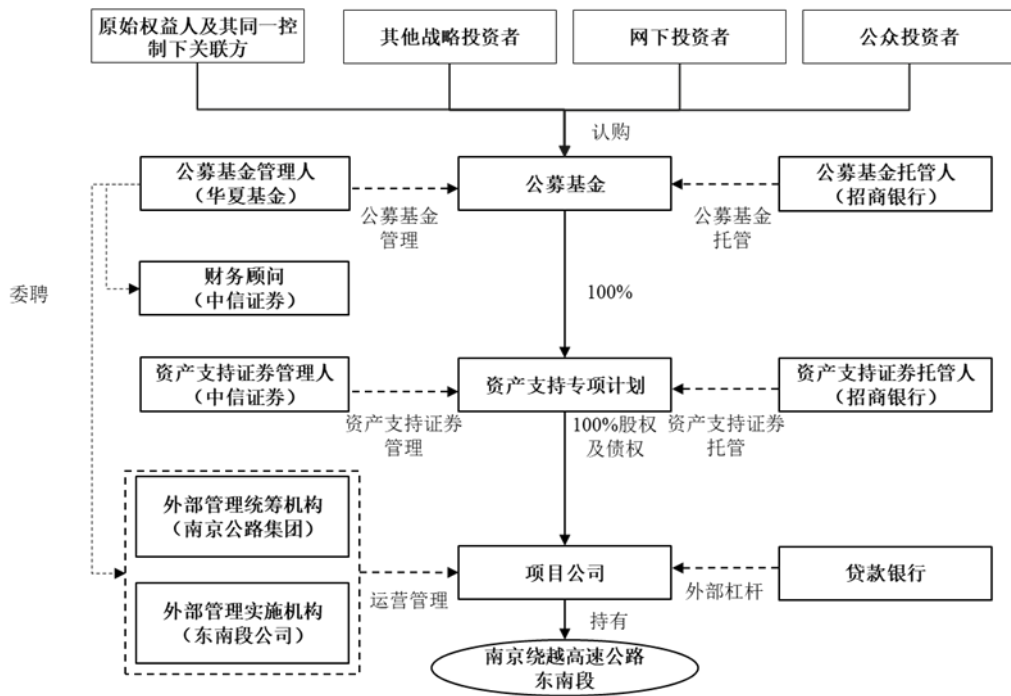 原始权益人及其同一控
制下关联方
其他战略投资者
网下投资者
公众投资者
认购
公募基金管理人
（华夏基金）
公募基金
公募基金托管人
（招商银行）
公募基金
管理
公募基金
托管
委聘
财务顾问
（中信证券）
100%
资产支持证券管理人
（中信证券）
资产支持专项计划
资产支持证券托管人
（招商银行）
资产支持证券
管理
100%股权
及债权
资产支持证券
托管
外部管理统筹机构
（南京公路集团）
项目公司
贷款银行
运营管理
外部杠杆
外部管理实施机构
（东南段公司）
持有
南京绕越高速公路
东南段